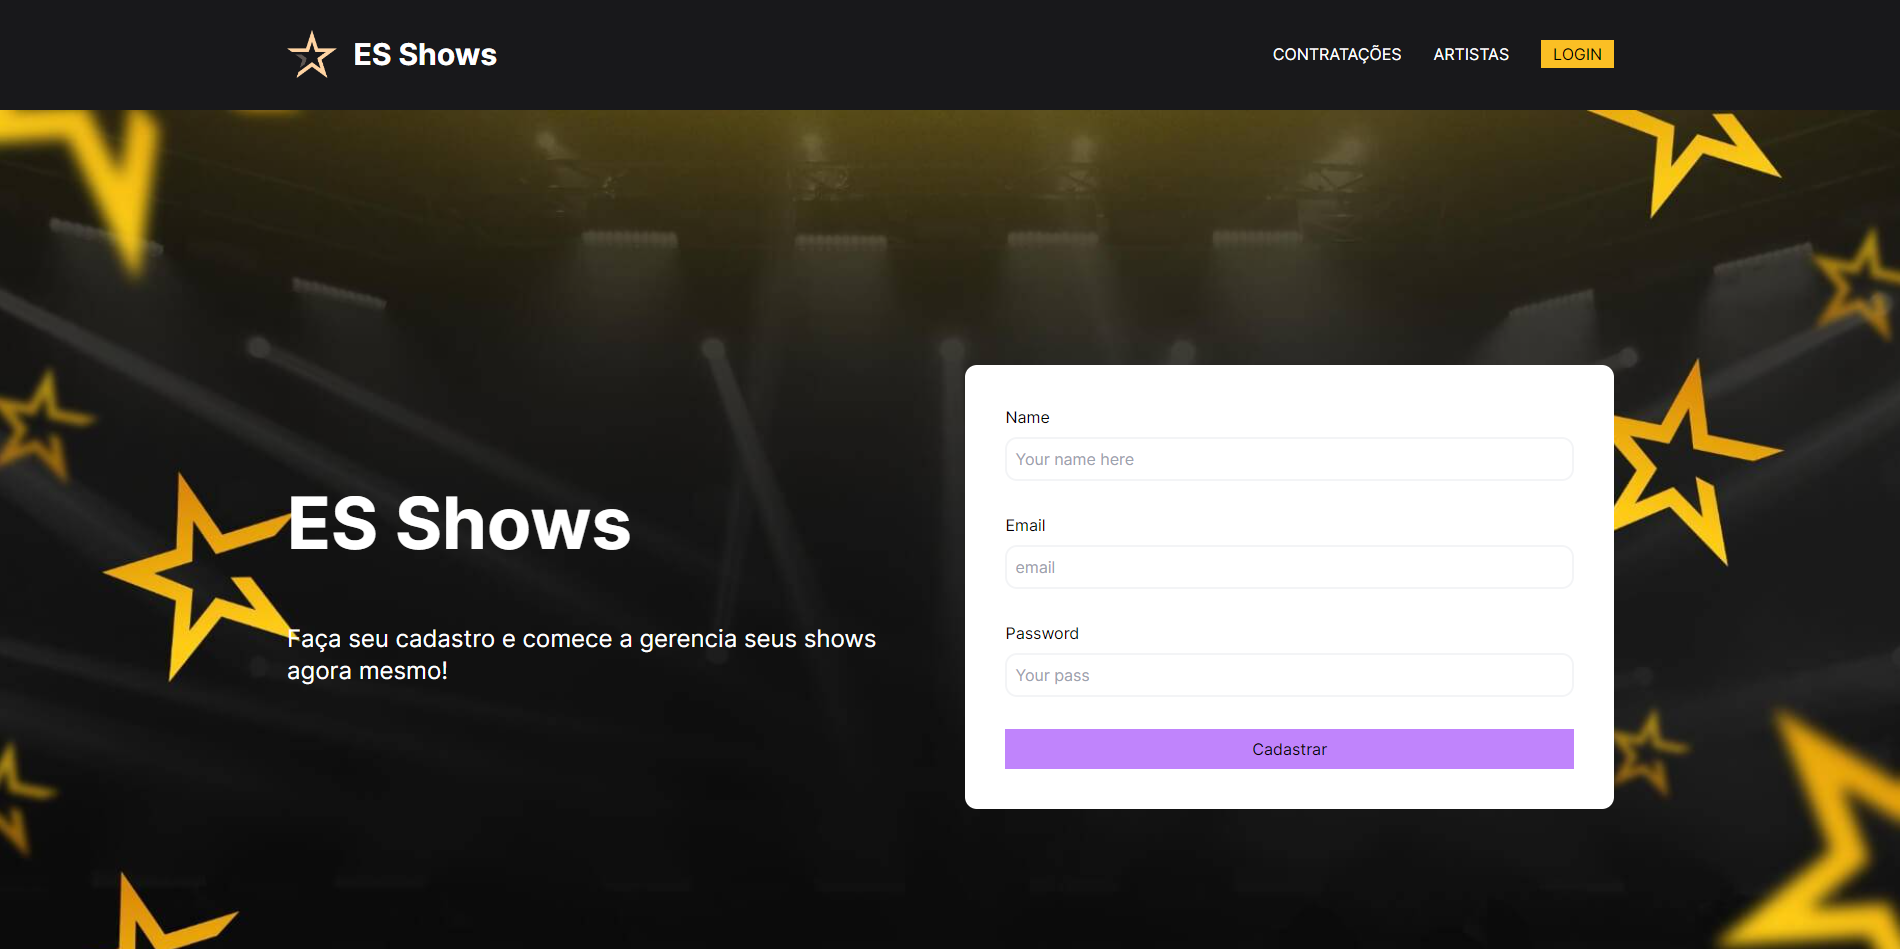 ES Shows
CONTRATAÇÕES
ARTISTAS
LOGIN
ES Shows
Faça seu cadastro e comece a gerencia seus shows
agora mesmo!
Name
Your name here
Email
email
Password
Your pass
Cadastrar